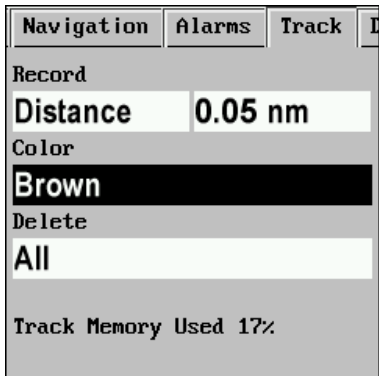 Navigation Alarms Track
Record
Distance 0.05 nm
Color
Brown
Delete
All
Track Memory Used 17%